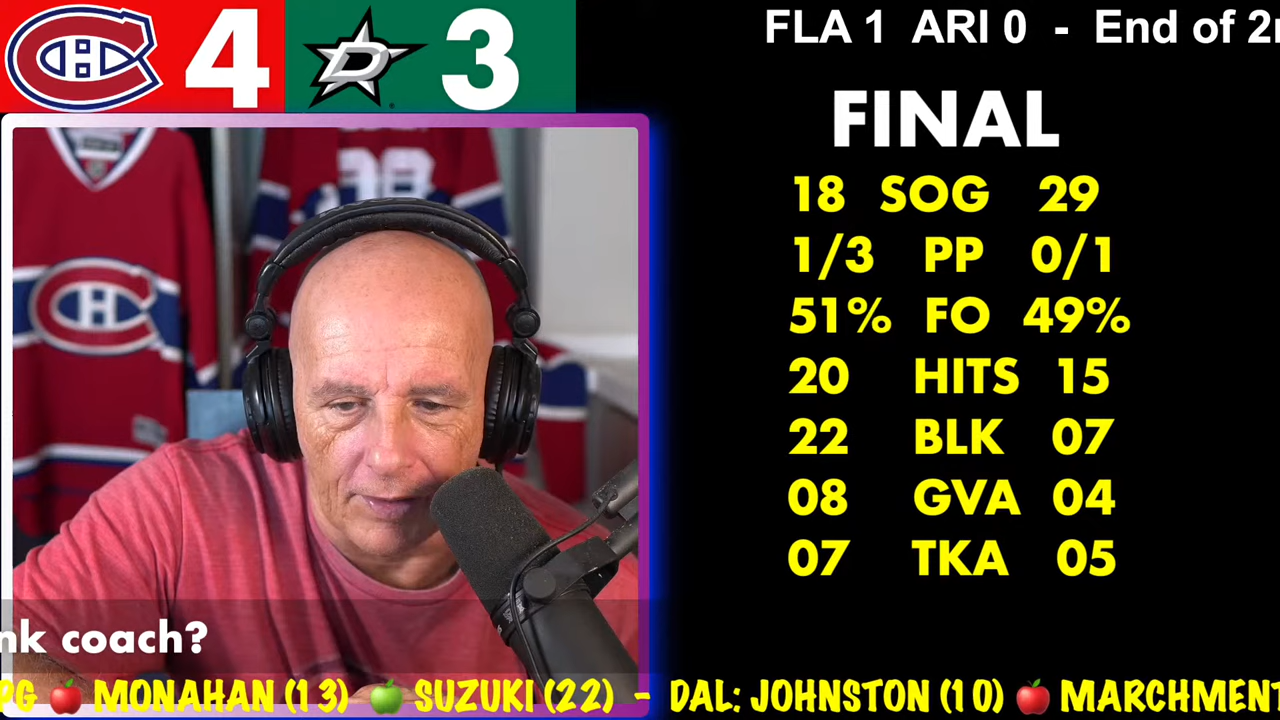 4 3
FLA 1 ARI 0 - End of
FINAL
18 SOG 29
1/3 PP 0/1
51% FO 49%
20 HITS 15
22 BLK 07
08 GVA 04
07 TKA 05
coach?
MONAHAN (13) SUZUKI (22) - DAL: JOHNSTON (10) MARCHMENT